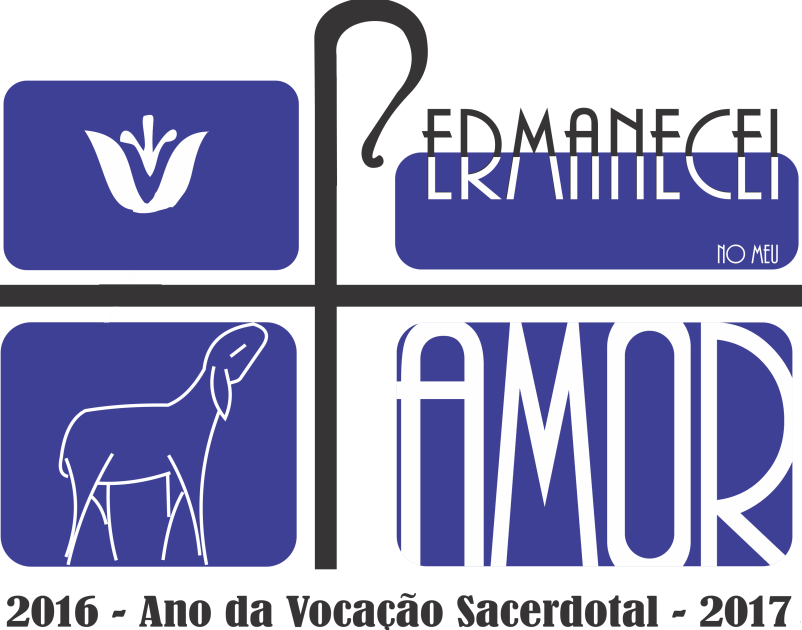 PERMANECEI
NO MEU
AMOR
2016 - Ano da Vocação Sacerdotal - 2017